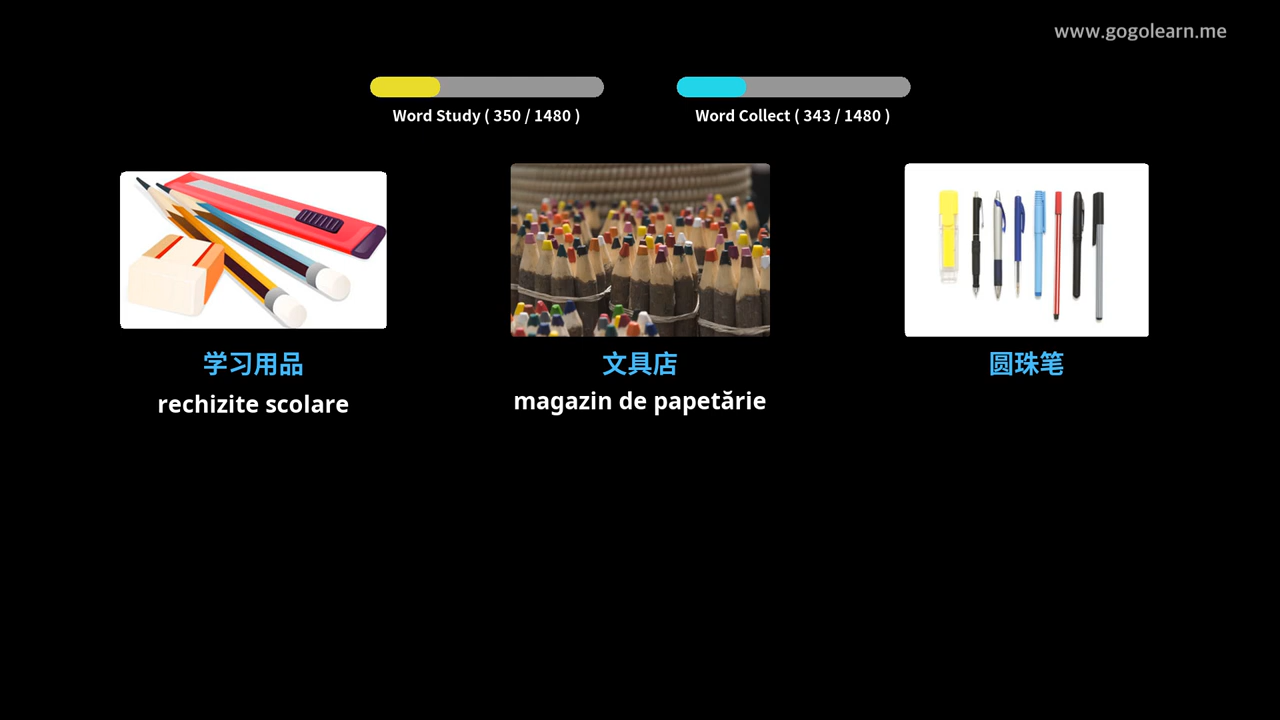 www.gogolearn.me
Word Study ( 350 / 1480 )
Word Collect ( 343 / 1480 )
学习用品
rechizite scolare
文具店
magazin de papetărie
圆珠笔